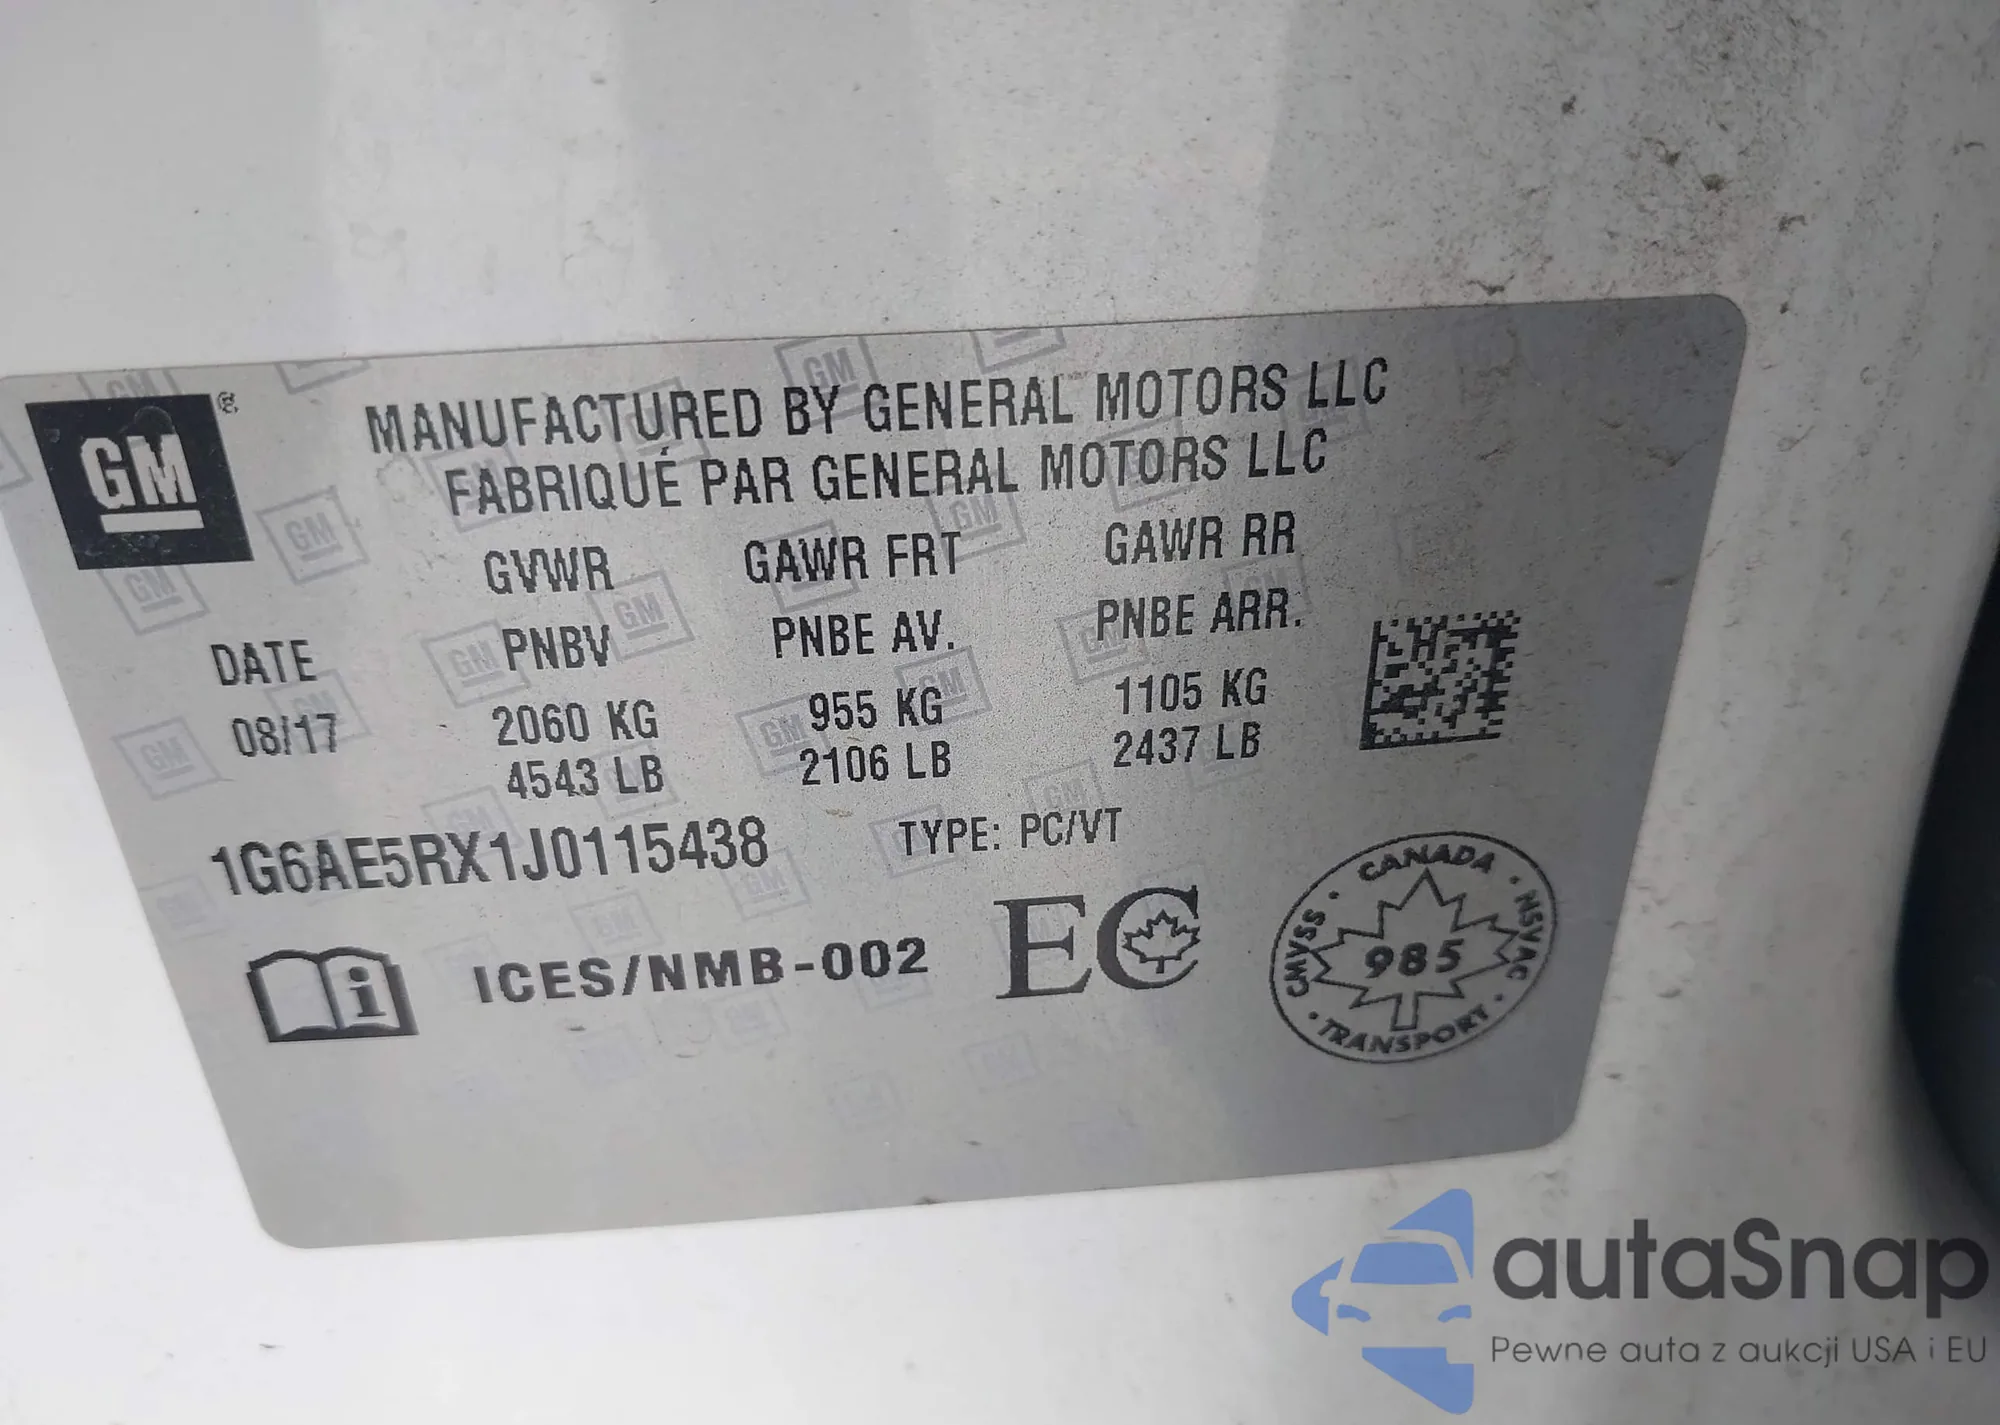 GM
MANUFACTURED BY GENERAL MOTORS LLC
FABRIQUÉ PAR GENERAL MOTORS LLC
GVWR GAWR FRT GAWR RR
DATE PNBV PNBE AV. PNBE ARR.
08/17 2060 KG 955 KG 1105 KG
4543 LB 2106 LB 2437 LB
1G6AE5RX1J0115438 TYPE: PC/VT
i ICES/NMB-002 EC
CANADA
CMVSS 985 NSVAC
TRANSPORT
autaSnap
Pewne auta z aukcji USA i EU